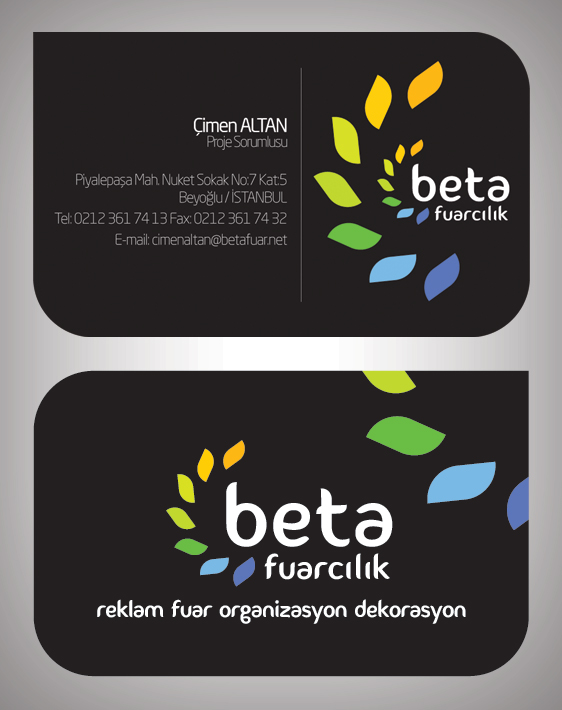 Çimen ALTAN
Proje Sorumlusu
Piyalepaşa Mah. Nuket Sokak No:7 Kat:5
Beyoğlu / İSTANBUL
Tel: 0212 361 74 13 Fax: 0212 361 74 32
E-mail: cimenaltan@betafuar.net
beta
fuarcılık
beta
fuarcılık
reklam fuar organizasyon dekorasyon